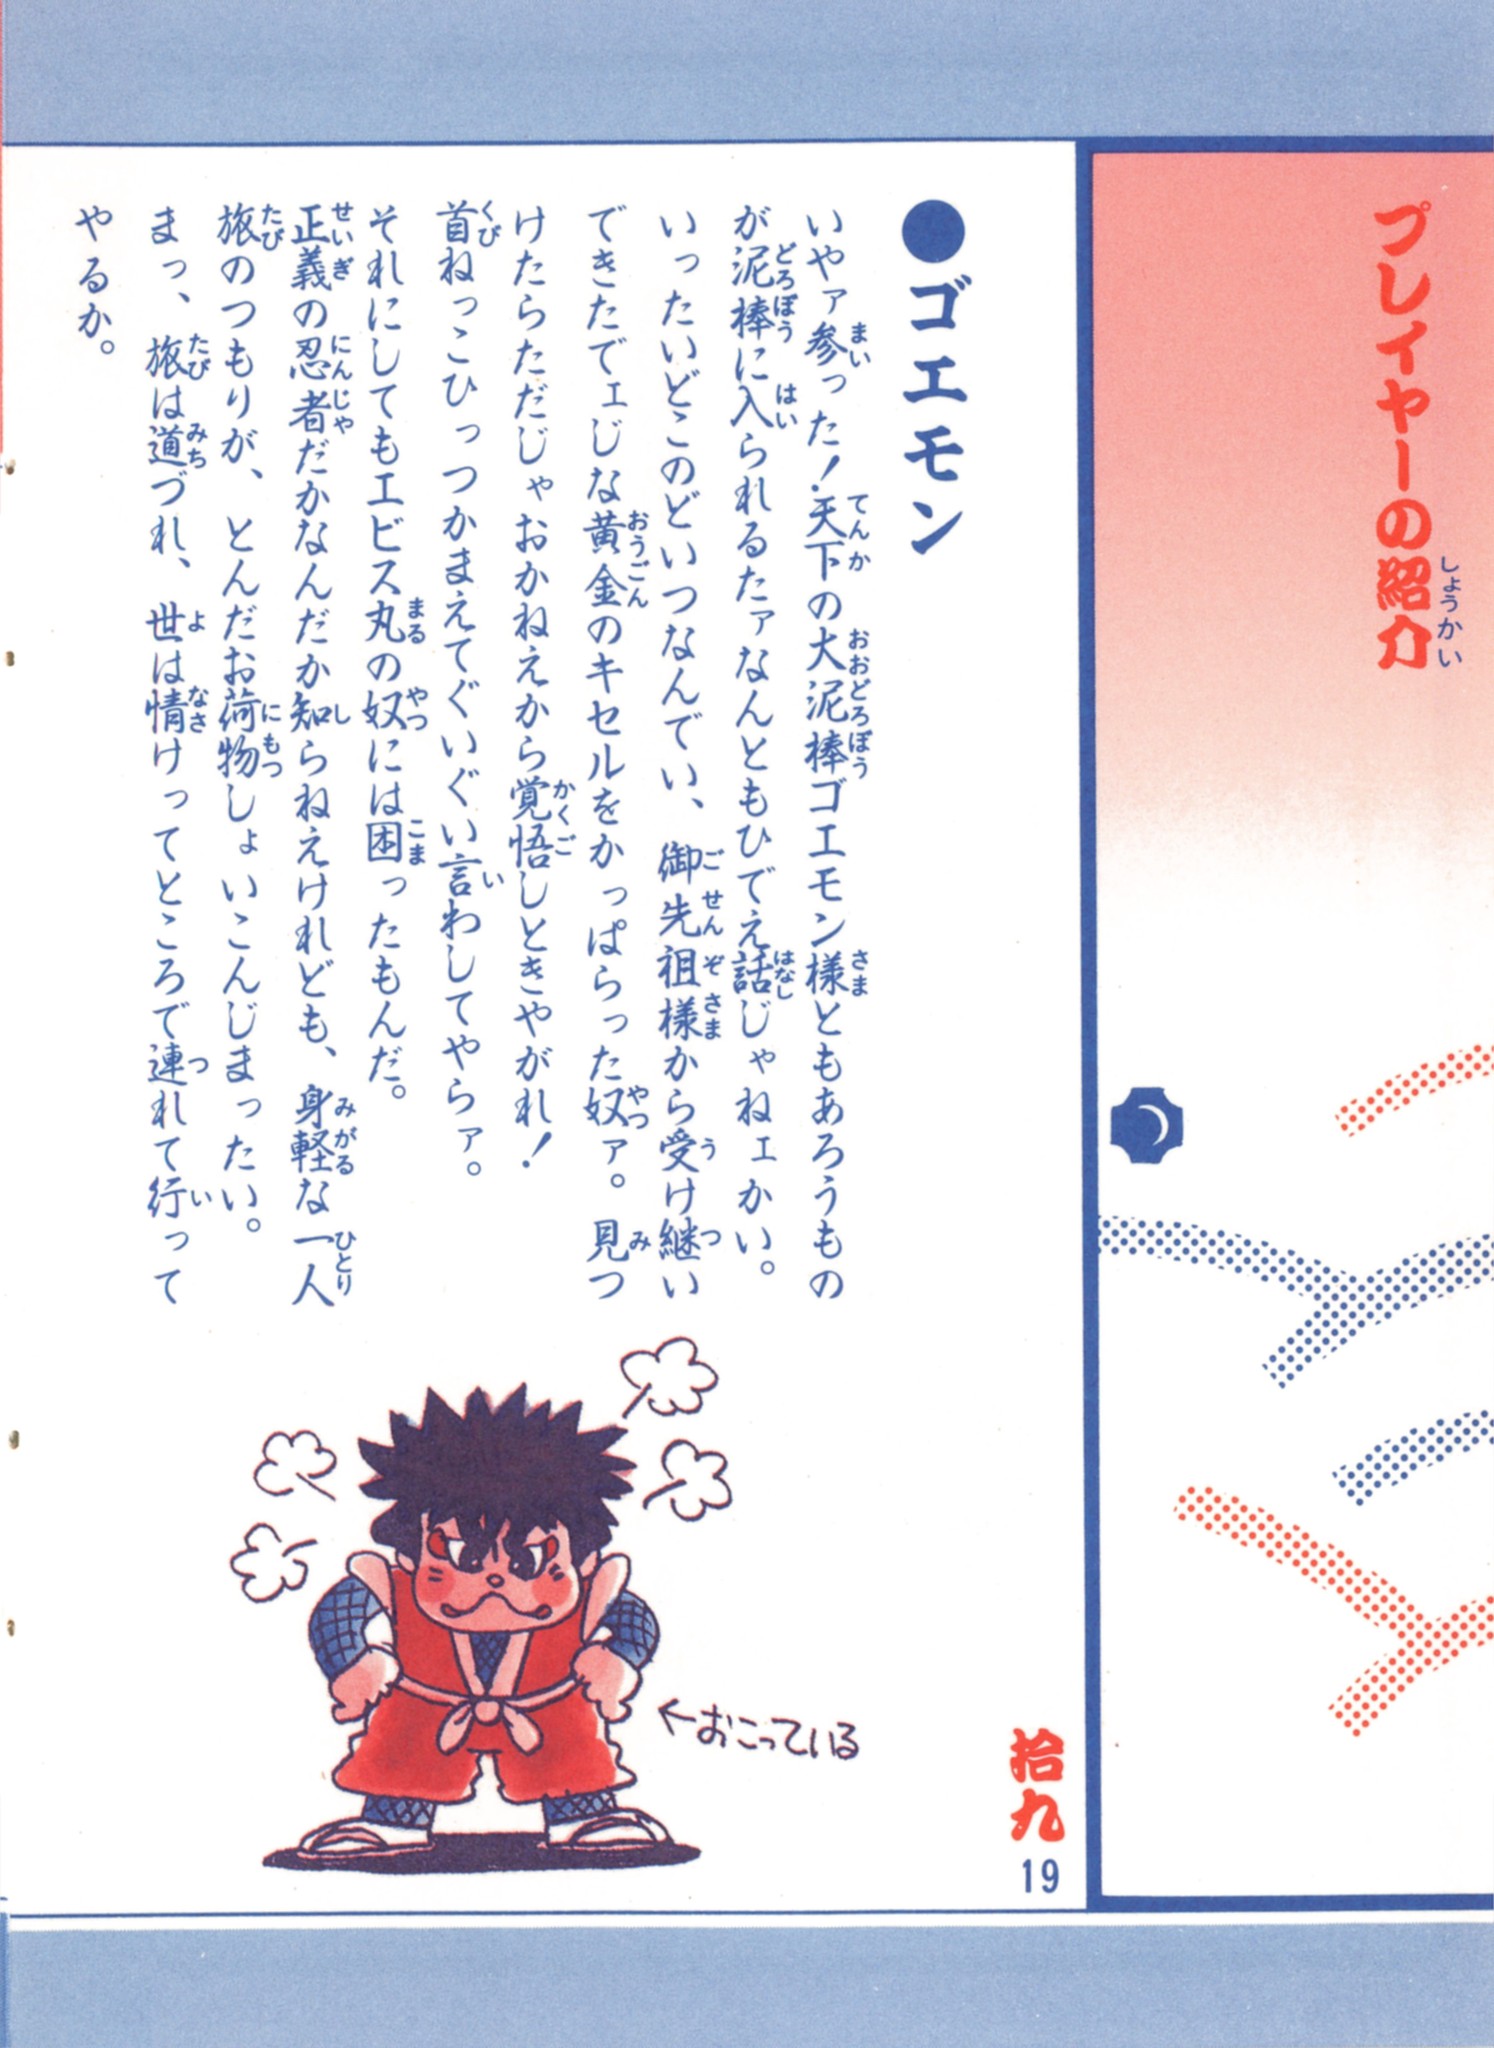 プレイヤーの紹介
しょうかい
●ゴエモン
いやァ参った!天下の大泥棒ゴエモン様ともあろうもの
が泥棒に入られるたァなんともひでえ話じゃねェかい。
いったいどこのどいつなんでい、御先祖様から受け継い
できたでェじな黄金のキセルをかっぱらった奴ァ。見つ
けたらただじゃおかねえから覚悟しときやがれ!
首ねっこひっつかまえてぐいぐい言わしてやらァ。
それにしてもエビス丸の奴には困ったもんだ。
正義の忍者だかなんだか知らねえけれども、身軽な一人
旅のつもりが、とんだお荷物しょいこんじまったい。
まっ、旅は道づれ、世は情けってところで連れて行って
やるか。
←おこっている
拾九
19